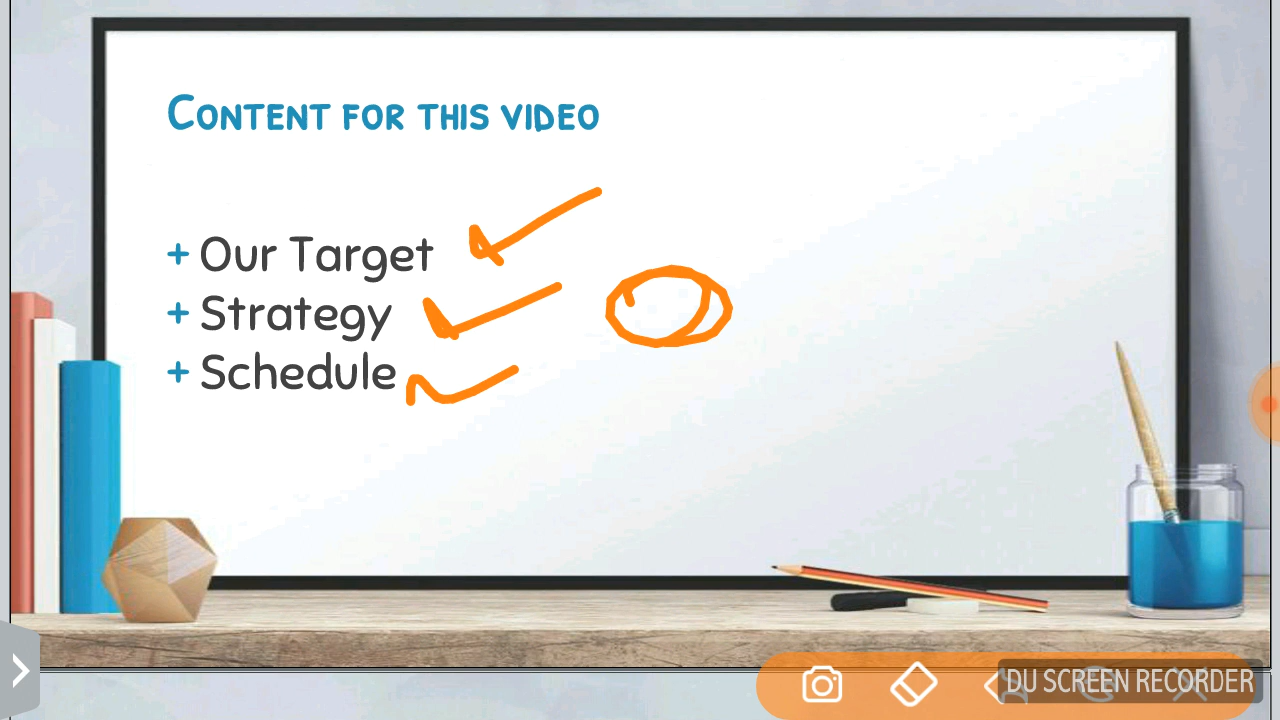 Content for this video
+ Our Target
+ Strategy
+ Schedule
DU SCREEN RECORDER